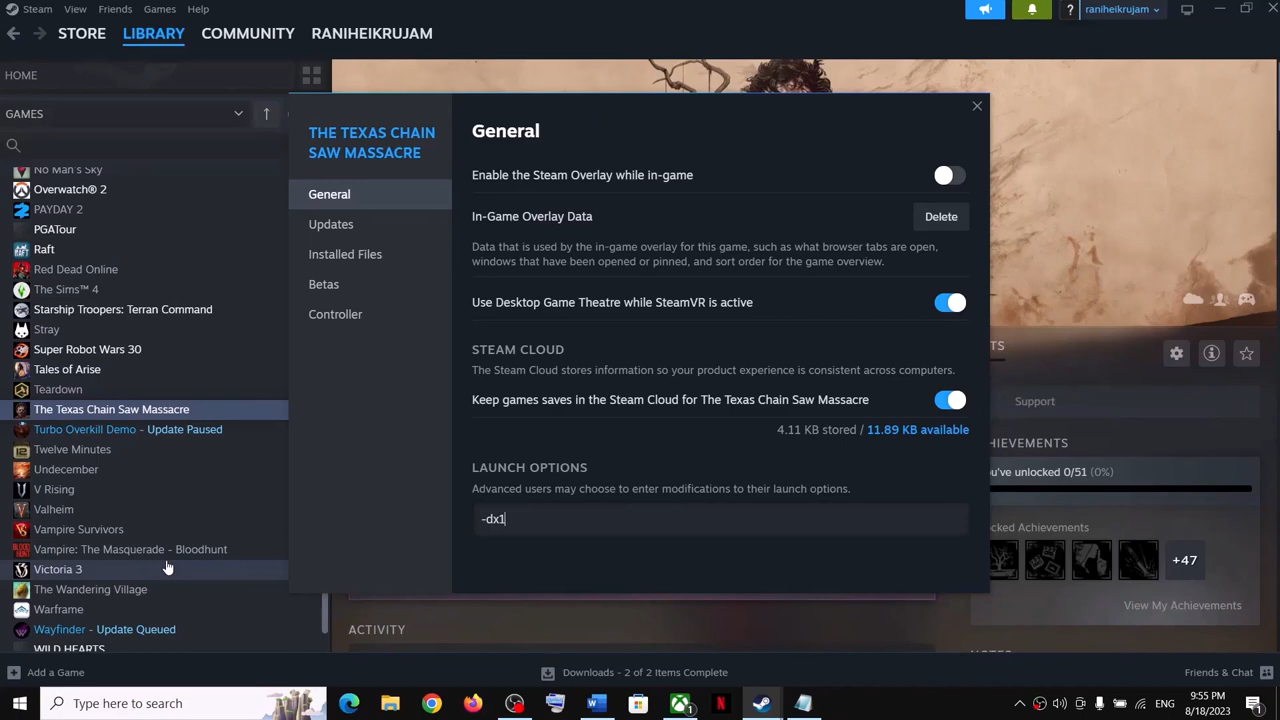 Steam View Friends Games Help
raniheikrujam
STORE LIBRARY COMMUNITY RANIHEIKRUJAM
HOME
GAMES
No Man's Sky
Overwatch® 2
PAYDAY 2
PGATour
Raft
Red Dead Online
The Sims™ 4
Starship Troopers: Terran Command
Stray
Super Robot Wars 30
Tales of Arise
Teardown
The Texas Chain Saw Massacre
Turbo Overkill Demo - Update Paused
Twelve Minutes
Undecember
V Rising
Valheim
Vampire Survivors
Vampire: The Masquerade - Bloodhunt
Victoria 3
The Wandering Village
Warframe
Wayfinder - Update Queued
WILD HEARTS
THE TEXAS CHAIN
SAW MASSACRE
General
Updates
Installed Files
Betas
Controller
General
Enable the Steam Overlay while in-game
In-Game Overlay Data
Delete
Data that is used by the in-game overlay for this game, such as what browser tabs are open,
windows that have been opened or pinned, and sort order for the game overview.
Use Desktop Game Theatre while SteamVR is active
STEAM CLOUD
The Steam Cloud stores information so your product experience is consistent across computers.
Keep games saves in the Steam Cloud for The Texas Chain Saw Massacre
4.11 KB stored / 11.89 KB available
LAUNCH OPTIONS
Advanced users may choose to enter modifications to their launch options.
-dx1
Support
HIEVEMENTS
u've unlocked 0/51 (0%)
cked Achievements
+47
View My Achievements
ACTIVITY
Add a Game
Downloads - 2 of 2 Items Complete
Friends & Chat
Type here to search
ENG
9:55 PM
8/18/2023